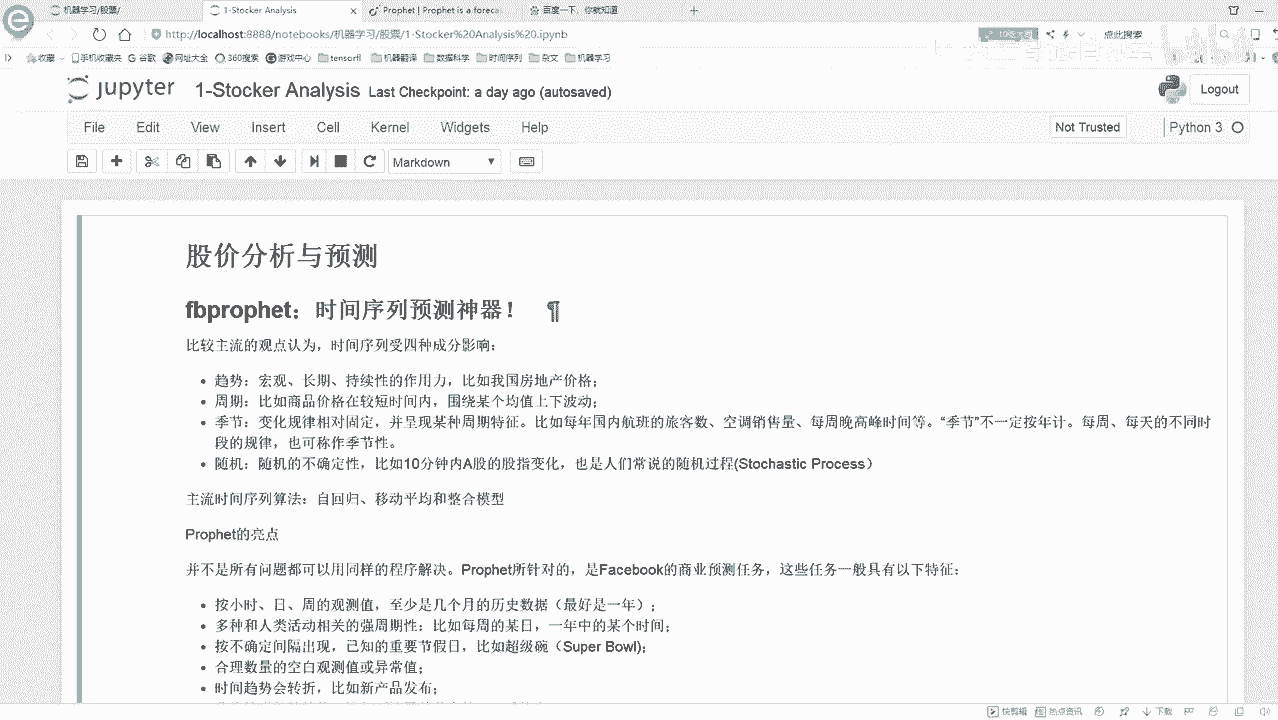 机器学习/股票/
1-Stocker Analysis
Prophet | Prophet is a foreca
百度一下，你就知道
http://localhost:8888/notebooks/机器学习/股票/1-Stocker%20Analysis%20.ipynb
点此搜索
收藏 手机收藏夹 谷歌 网址大全 360搜索 游戏中心 tensorfl 机器翻译 数据科学 时间序列 杂文 机器学习
jupyter 1-Stocker Analysis Last Checkpoint: a day ago (autosaved) Logout
File Edit View Insert Cell Kernel Widgets Help Not Trusted Python 3
Markdown
股价分析与预测
fbprophet：时间序列预测神器！ ¶
比较主流的观点认为，时间序列受四种成分影响：
• 趋势：宏观、长期、持续性的作用力，比如我国房地产价格；
• 周期：比如商品价格在较短时间内，围绕某个均值上下波动；
• 季节：变化规律相对固定，并呈现某种周期特征。比如每年国内航班的旅客数、空调销售量、每周晚高峰时间等。“季节”不一定按年计。每周、每天的不同时
段的规律，也可称作季节性。
• 随机：随机的不确定性，比如10分钟内A股的股指变化，也是人们常说的随机过程(Stochastic Process）
主流时间序列算法：自回归、移动平均和整合模型
Prophet的亮点
并不是所有问题都可以用同样的程序解决。Prophet所针对的，是Facebook的商业预测任务，这些任务一般具有以下特征：
• 按小时、日、周的观测值，至少是几个月的历史数据（最好是一年）；
• 多种和人类活动相关的强周期性：比如每周的某日，一年中的某个时间；
• 按不确定间隔出现，已知的重要节假日，比如超级碗（Super Bowl)；
• 合理数量的空白观测值或异常值；
• 时间趋势会转折，比如新产品发布；
快剪辑 热点资讯 下载